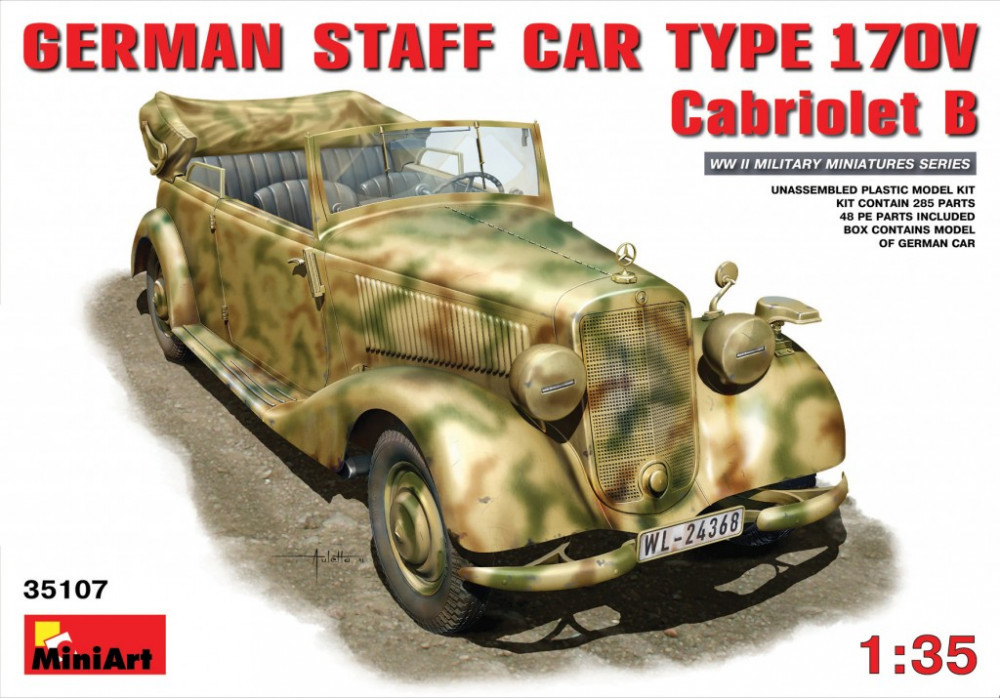 GERMAN STAFF CAR TYPE 170V
Cabriolet B
WW II MILITARY MINIATURES SERIES
UNASSEMBLED PLASTIC MODEL KIT
KIT CONTAIN 285 PARTS
48 PE PARTS INCLUDED
BOX CONTAINS MODEL
OF GERMAN CAR
WL-24368
Auletta
35107
MiniArt
1:35